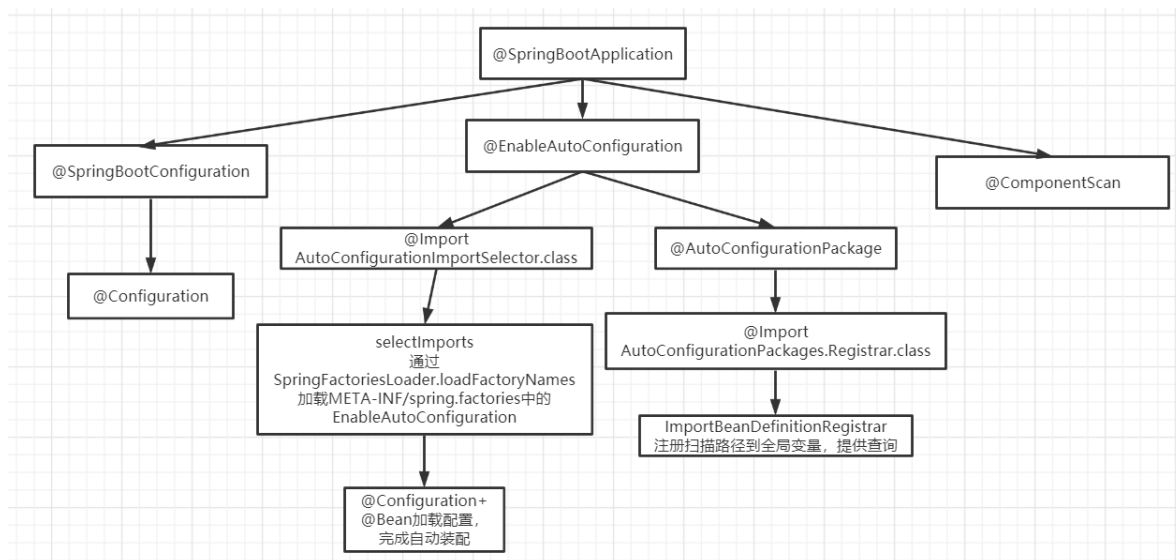 @SpringBootApplication
@SpringBootConfiguration
@EnableAutoConfiguration
@ComponentScan
@Configuration
@Import
AutoConfigurationImportSelector.class
@AutoConfigurationPackage
selectImports
通过
SpringFactoriesLoader.loadFactoryNames
加载META-INF/spring.factories中的
EnableAutoConfiguration
@Import
AutoConfigurationPackages.Registrar.class
ImportBeanDefinitionRegistrar
注册扫描路径到全局变量，提供查询
@Configuration+
@Bean加载配置，
完成自动装配